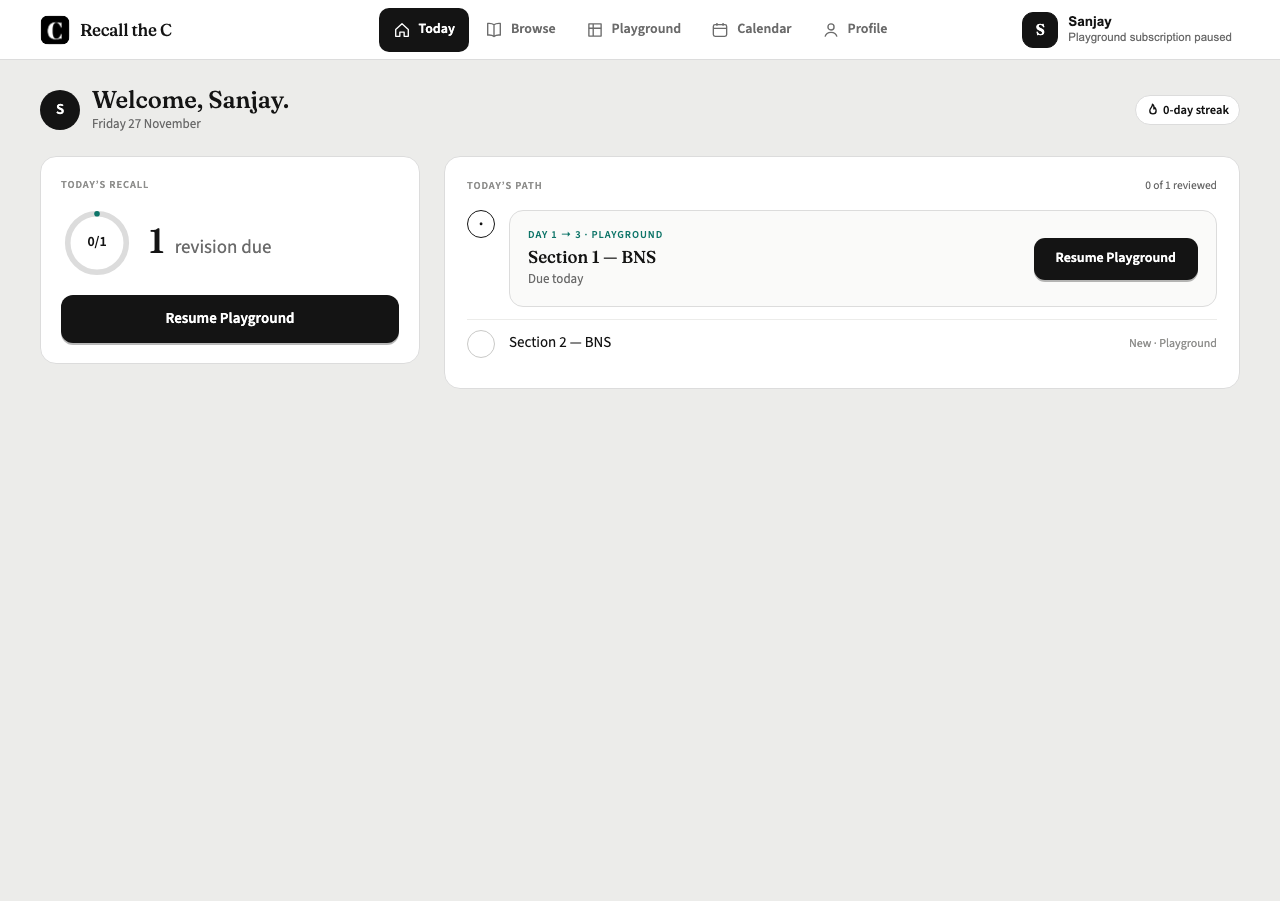 C
Recall the C
Today
Browse
Playground
Calendar
Profile
S
Sanjay
Playground subscription paused
S
Welcome, Sanjay.
Friday 27 November
0-day streak
TODAY'S RECALL
0/1
1 revision due
Resume Playground
TODAY'S PATH
0 of 1 reviewed
DAY 1 → 3 · PLAYGROUND
Section 1 — BNS
Due today
Resume Playground
Section 2 — BNS
New · Playground